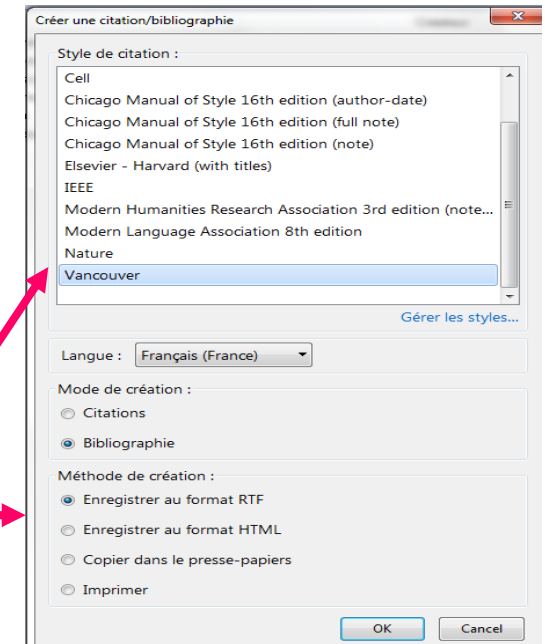 Créer une citation/bibliographie
Style de citation :
Cell
Chicago Manual of Style 16th edition (author-date)
Chicago Manual of Style 16th edition (full note)
Chicago Manual of Style 16th edition (note)
Elsevier - Harvard (with titles)
IEEE
Modern Humanities Research Association 3rd edition (note...
Modern Language Association 8th edition
Nature
Vancouver
Gérer les styles...
Langue : Français (France)
Mode de création :
Citations
Bibliographie
Méthode de création :
Enregistrer au format RTF
Enregistrer au format HTML
Copier dans le presse-papiers
Imprimer
OK Cancel